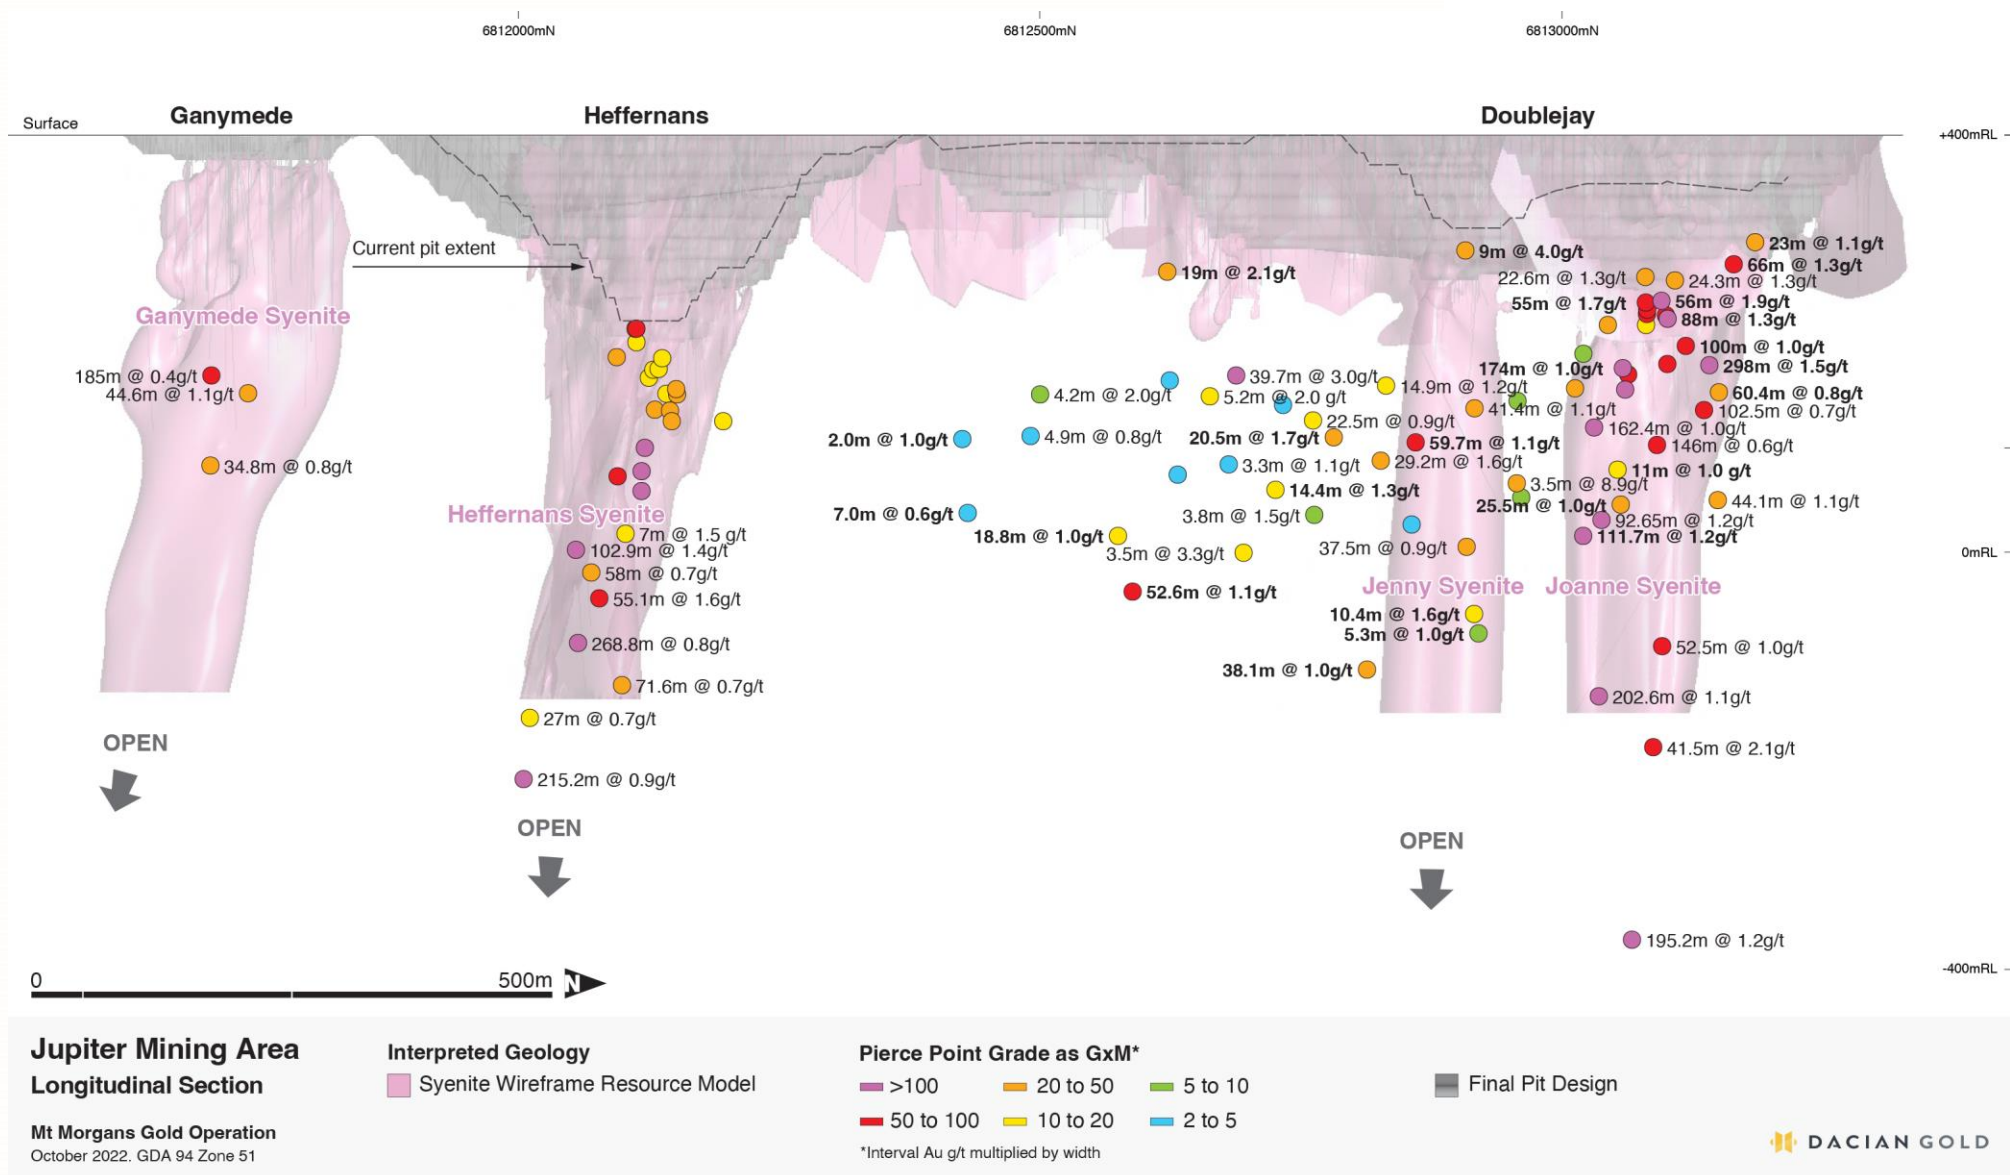 6812000mN
6812500mN
6813000mN
Ganymede
Heffernans
Doublejay
Surface
+400mRL
Current pit extent
9m @ 4.0g/t
23m @ 1.1g/t
66m @ 1.3g/t
19m @ 2.1g/t
22.6m @ 1.3g/t
24.3m @ 1.3g/t
55m @ 1.7g/t
56m @ 1.9g/t
Ganymede Syenite
88m @ 1.3g/t
100m @ 1.0g/t
174m @ 1.0g/t
298m @ 1.5g/t
185m @ 0.4g/t
39.7m @ 3.0g/t
14.9m @ 1.2g/t
44.6m @ 1.1g/t
4.2m @ 2.0g/t
5.2m @ 2.0 g/t
60.4m @ 0.8g/t
41.4m @ 1.1g/t
102.5m @ 0.7g/t
22.5m @ 0.9g/t
162.4m @ 1.0g/t
2.0m @ 1.0g/t
4.9m @ 0.8g/t
20.5m @ 1.7g/t
59.7m @ 1.1g/t
146m @ 0.6g/t
34.8m @ 0.8g/t
3.3m @ 1.1g/t
29.2m @ 1.6g/t
11m @ 1.0 g/t
3.5m @ 8.9g/t
14.4m @ 1.3g/t
44.1m @ 1.1g/t
25.5m @ 1.0g/t
Heffernans Syenite
7.0m @ 0.6g/t
3.8m @ 1.5g/t
92.65m @ 1.2g/t
7m @ 1.5 g/t
18.8m @ 1.0g/t
111.7m @ 1.2g/t
102.9m @ 1.4g/t
3.5m @ 3.3g/t
37.5m @ 0.9g/t
0mRL
58m @ 0.7g/t
55.1m @ 1.6g/t
52.6m @ 1.1g/t
Jenny Syenite
Joanne Syenite
10.4m @ 1.6g/t
5.3m @ 1.0g/t
268.8m @ 0.8g/t
52.5m @ 1.0g/t
38.1m @ 1.0g/t
71.6m @ 0.7g/t
202.6m @ 1.1g/t
27m @ 0.7g/t
OPEN
41.5m @ 2.1g/t
215.2m @ 0.9g/t
OPEN
OPEN
195.2m @ 1.2g/t
-400mRL
0
500m
N
Jupiter Mining Area
Longitudinal Section
Mt Morgans Gold Operation
October 2022. GDA 94 Zone 51
Interpreted Geology
Syenite Wireframe Resource Model
Pierce Point Grade as GxM*
>100
20 to 50
5 to 10
50 to 100
10 to 20
2 to 5
*Interval Au g/t multiplied by width
Final Pit Design
DACIAN GOLD